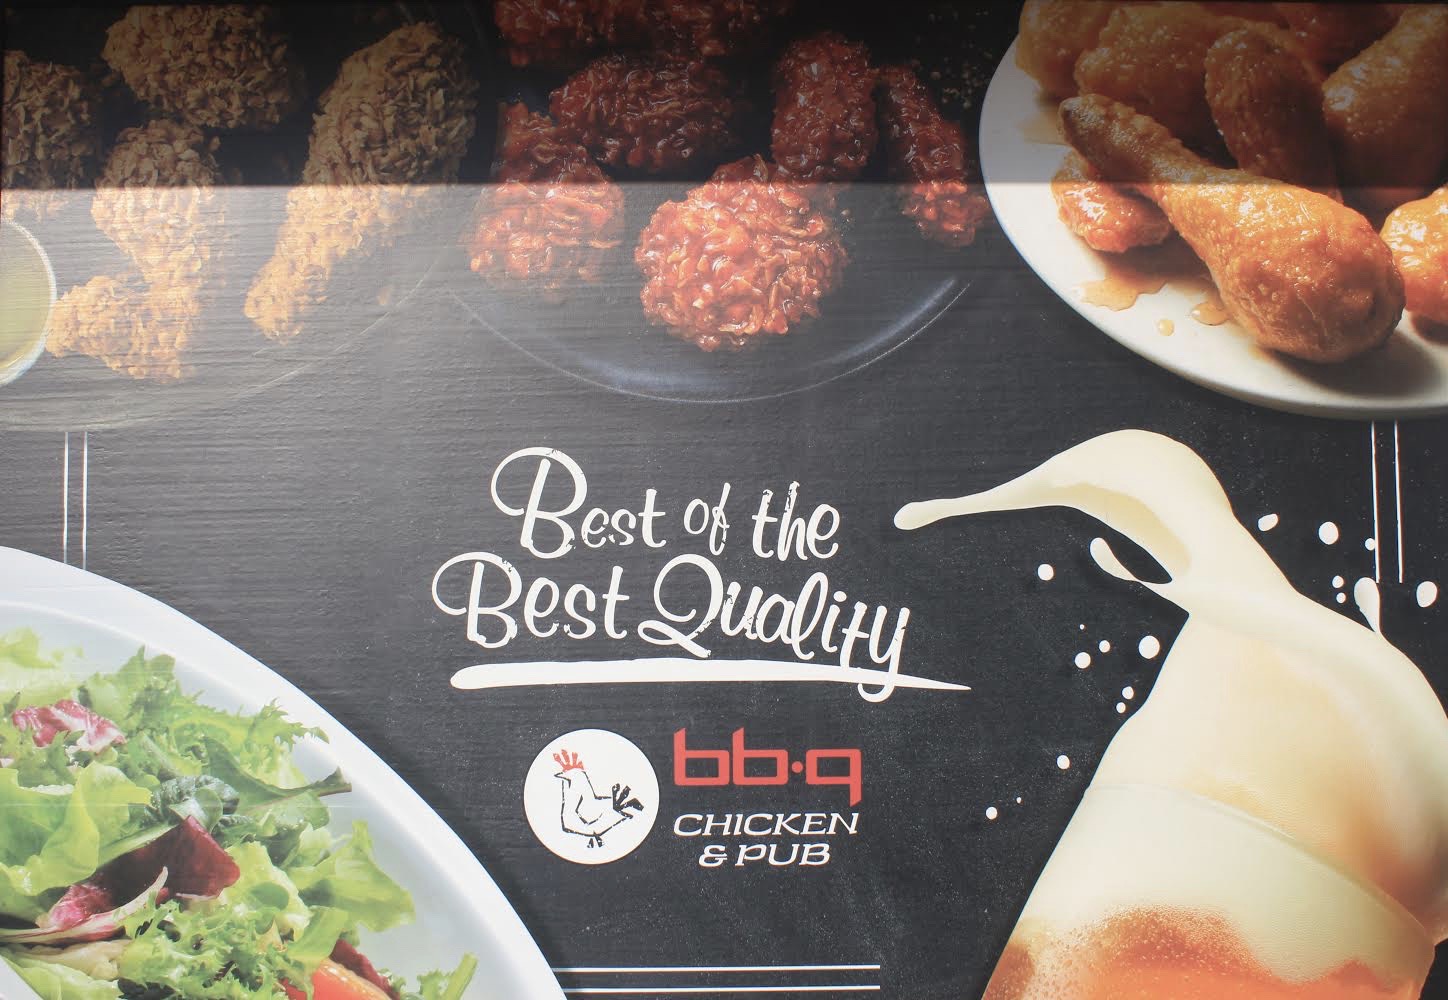 Best of the
Best Quality
bb·q
CHICKEN
& PUB